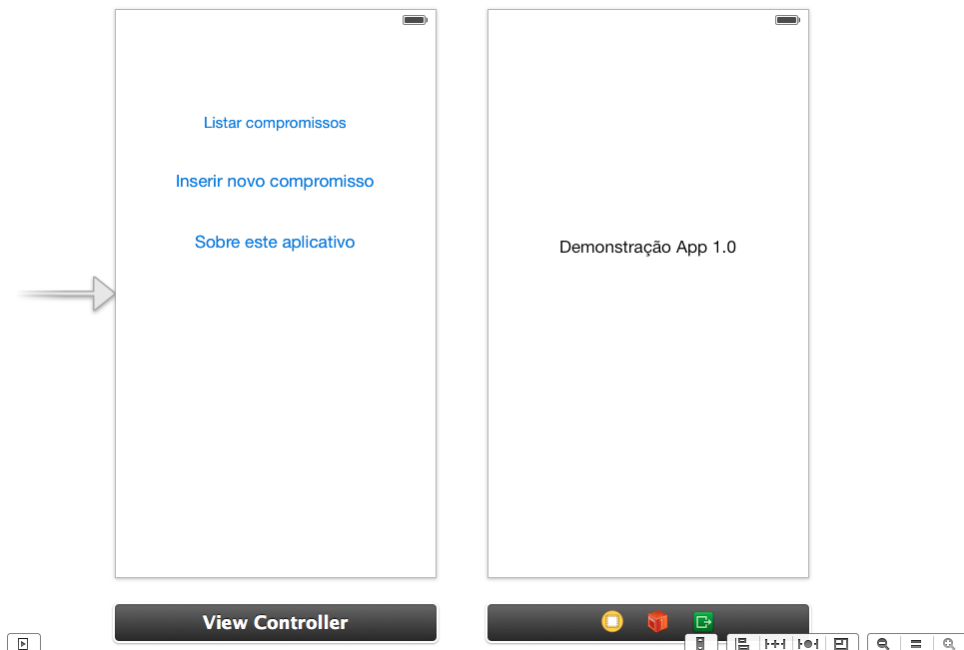 Listar compromissos
Inserir novo compromisso
Sobre este aplicativo
Demonstração App 1.0
View Controller